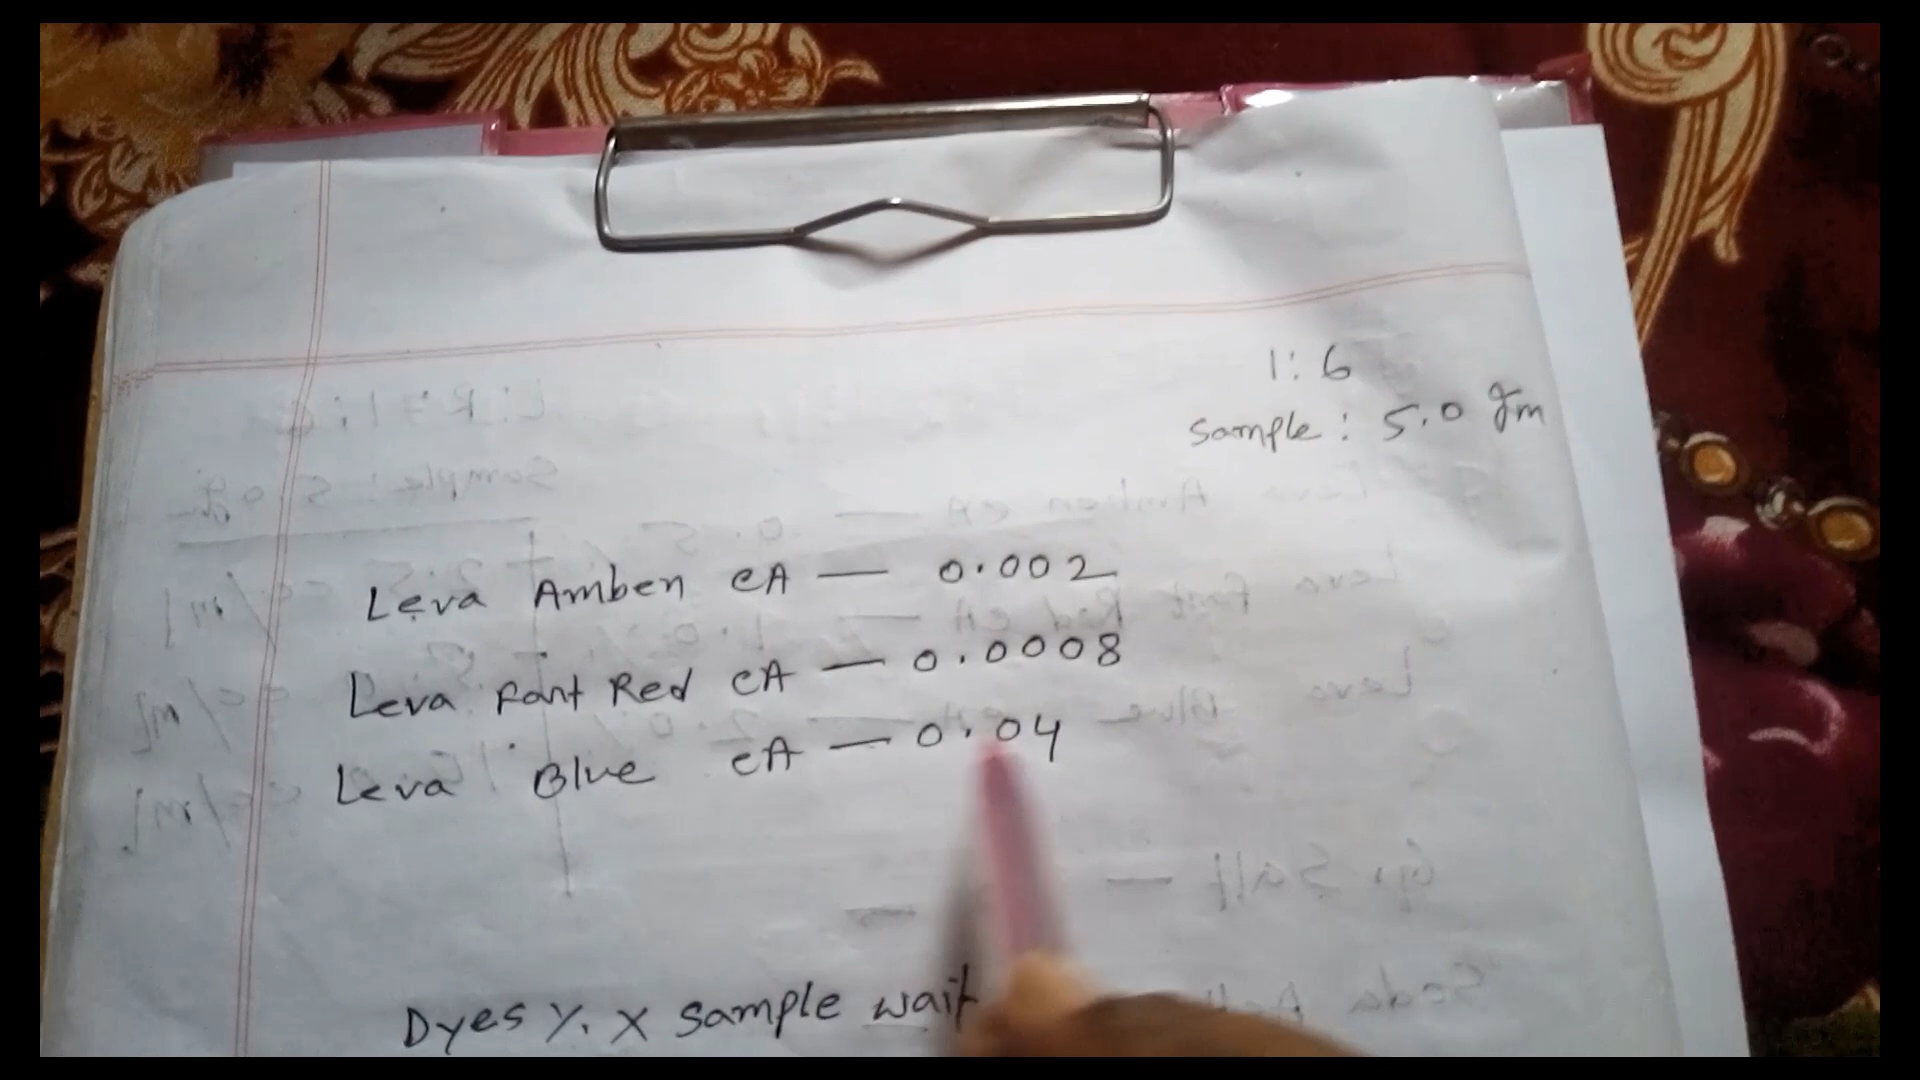 1:6
Sample: 5.0 gm
Leva Amben CA — 0.002
Leva Fant Red CA — 0.0008
Leva Blue CA — 0.04
Dyes % X Sample wait